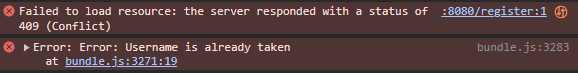 Failed to load resource: the server responded with a status of :8080/register:1
409 (Conflict)
Error: Error: Username is already taken bundle.js:3283
at bundle.js:3271:19